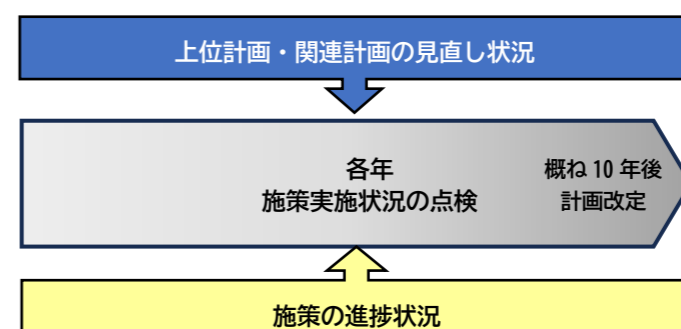 上位計画・関連計画の見直し状況
各年
施策実施状況の点検
概ね10年後
計画改定
施策の進捗状況